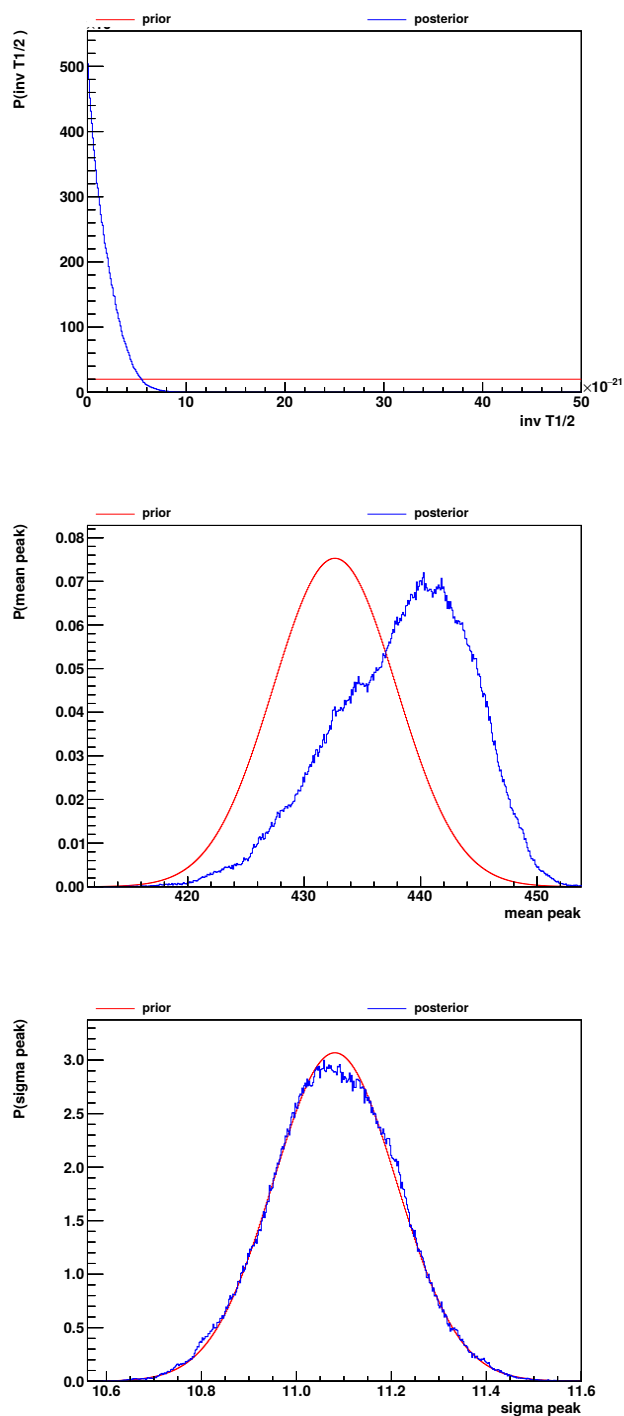 prior posterior
P(inv T1/2 )
500
400
300
200
100
0
0 10 20 30 40 50
×10⁻²¹
inv T1/2
prior posterior
P(mean peak)
0.08
0.07
0.06
0.05
0.04
0.03
0.02
0.01
0.00
420 430 440 450
mean peak
prior posterior
P(sigma peak)
3.0
2.5
2.0
1.5
1.0
0.5
0.0
10.6 10.8 11.0 11.2 11.4 11.6
sigma peak